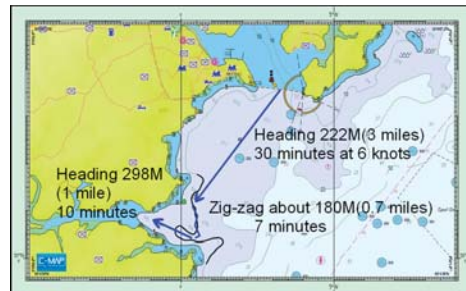 Heading 222M(3 miles)
30 minutes at 6 knots
Heading 298M
(1 mile)
10 minutes
Zig-zag about 180M(0.7 miles)
7 minutes
C-MAP